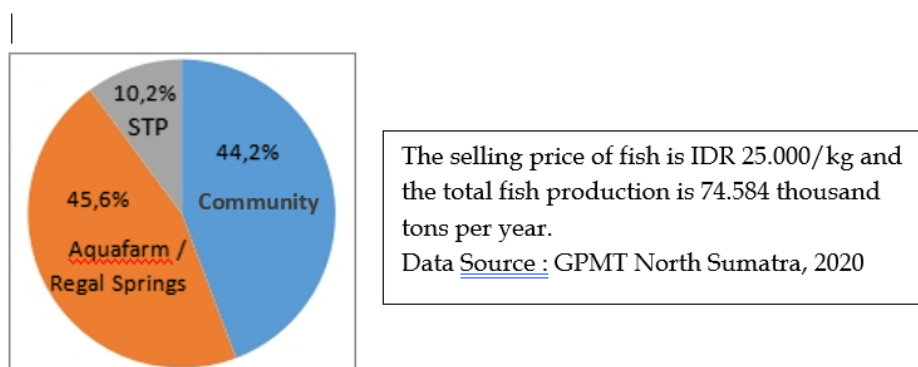 10,2%
STP
44,2%
Community
45,6%
Aquafarm /
Regal Springs
The selling price of fish is IDR 25.000/kg and
the total fish production is 74.584 thousand
tons per year.
Data Source : GPMT North Sumatra, 2020